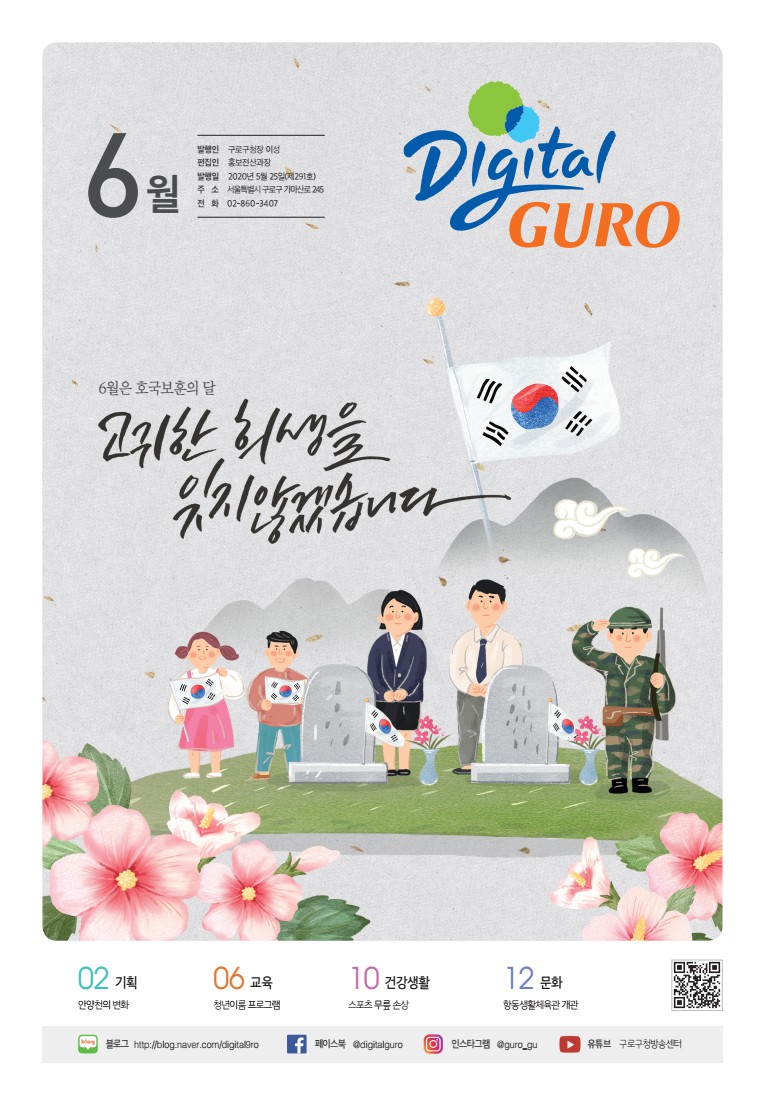 6월
발행인 구로구청장 이성
편집인 홍보전산과장
발행일 2020년 5월 25일(제291호)
주 소 서울특별시 구로구 가마산로 245
전 화 02-860-3407
DIgital
GURO
6월은 호국보훈의 달
고귀한 희생을
잊지않겠습니다
02 기획
안양천의 변화
06 교육
청년이룸 프로그램
10 건강생활
스포츠 무릎 손상
12 문화
항동생활체육관 개관
blog 블로그 http://blog.naver.com/digital9ro
페이스북 @digitalguro
인스타그램 @guro_gu
유튜브 구로구청방송센터